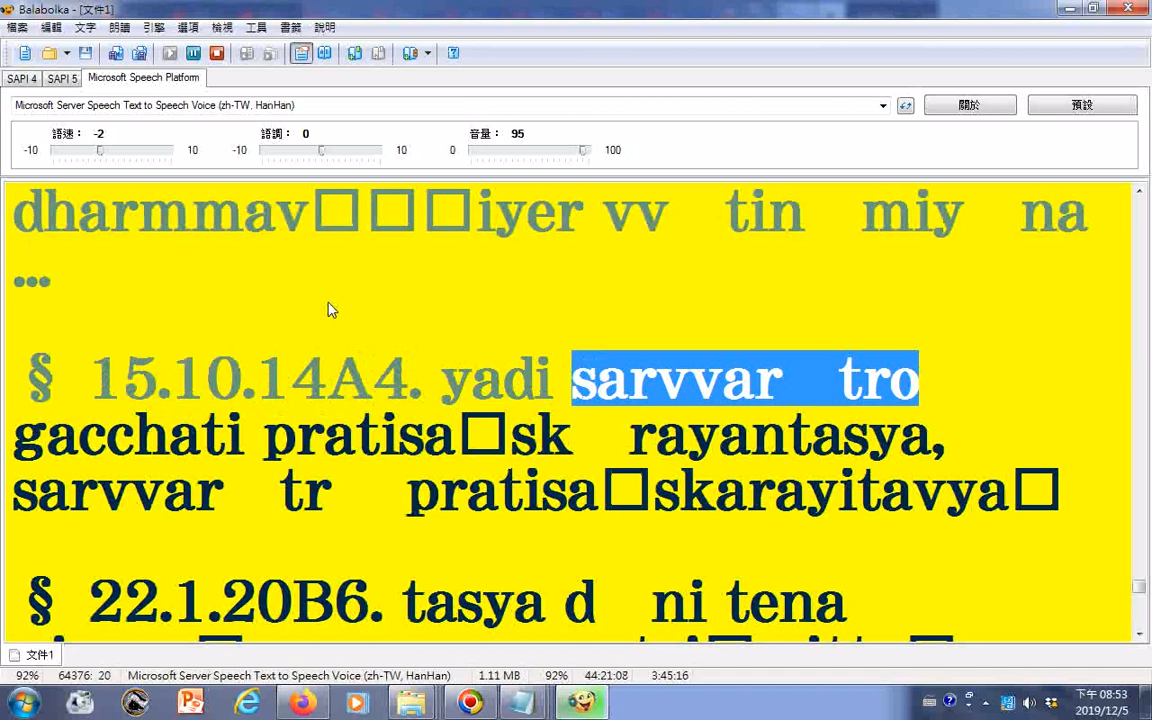 Balabolka - [文件1]
檔案 編輯 文字 朗讀 引擎 選項 檢視 工具 書籤 說明
SAPI 4 SAPI 5 Microsoft Speech Platform
Microsoft Server Speech Text to Speech Voice (zh-TW, HanHan) 關於 預設
語速： -2 語調： 0 音量： 95
-10 10 -10 10 0 100
dharmmav□□□iyer vv tin miy na
...
§ 15.10.14A4. yadi sarvvar tro
gacchati pratisa□sk rayantasya,
sarvvar tr pratisa□skarayitavya□
§ 22.1.20B6. tasya d ni tena
文件1
92% 64376: 20 Microsoft Server Speech Text to Speech Voice (zh-TW, HanHan) 1.11 MB 92% 44:21:08 3:45:16
下午 08:53
2019/12/5